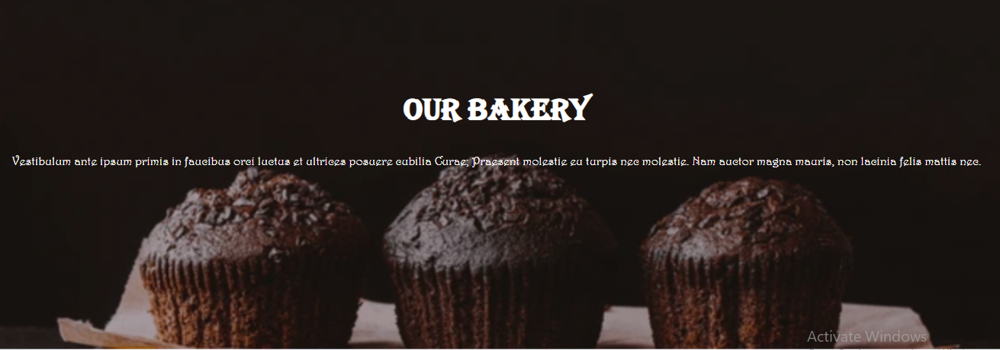 OUR BAKERY
Vestibulum ante ipsum primis in faucibus orci luctus et ultrices posuere cubilia Curae; Praesent molestie eu turpis nec molestie. Nam auctor magna mauris, non lacinia felis mattis nec.
Activate Windows